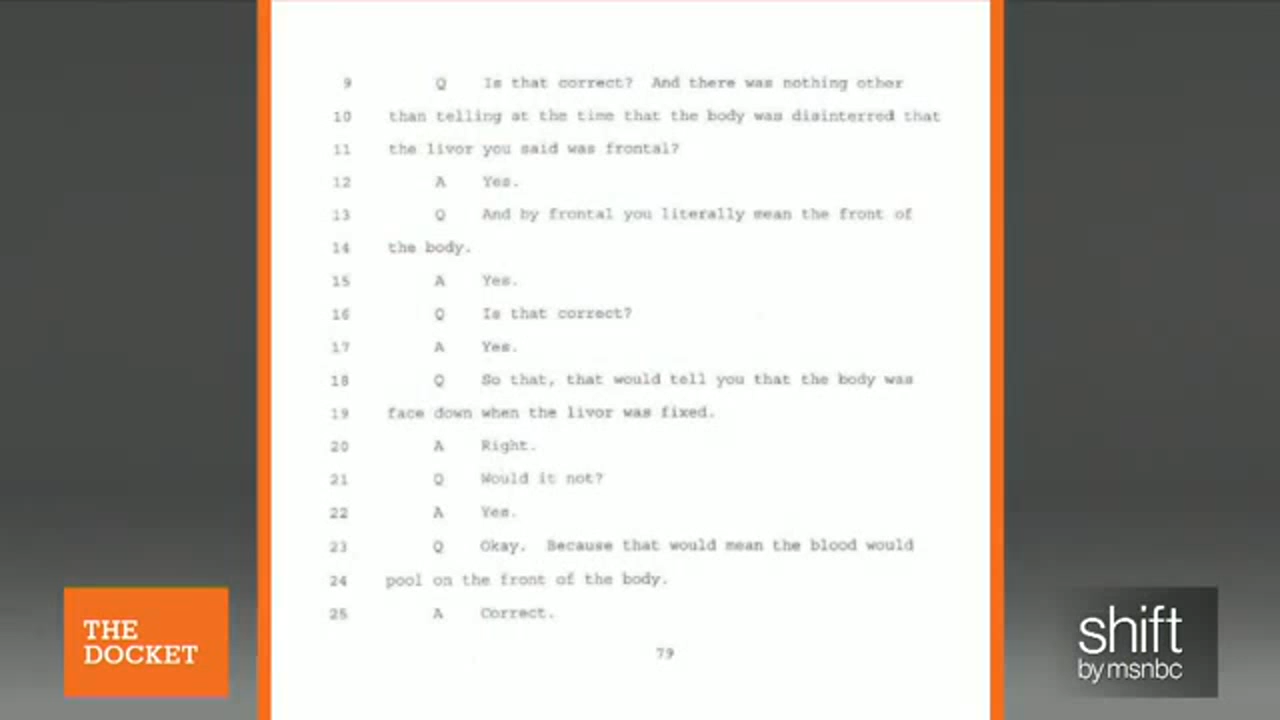 9 Q Is that correct? And there was nothing other
10 than telling at the time that the body was disinterred that
11 the livor you said was frontal?
12 A Yes.
13 Q And by frontal you literally mean the front of
14 the body.
15 A Yes.
16 Q Is that correct?
17 A Yes.
18 Q So that, that would tell you that the body was
19 face down when the livor was fixed.
20 A Right.
21 Q Would it not?
22 A Yes.
23 Q Okay. Because that would mean the blood would
24 pool on the front of the body.
25 A Correct.
79
THE
DOCKET
shift
by msnbc